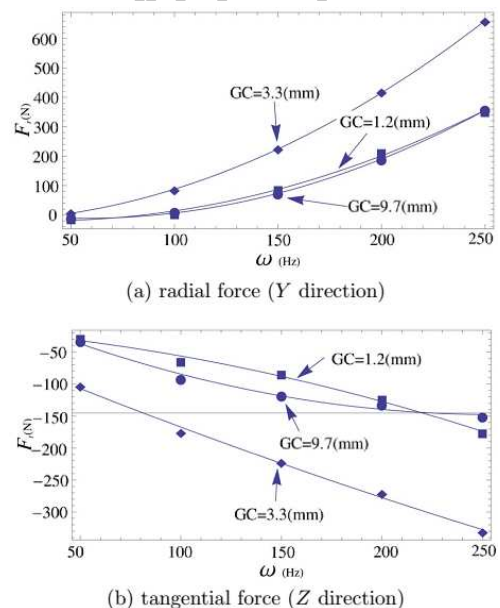 600
500
400
300
200
100
0
F_r(N)
GC=3.3(mm)
GC=1.2(mm)
GC=9.7(mm)
50 100 150 200 250
ω (Hz)
(a) radial force (Y direction)
−50
−100
−150
−200
−250
−300
GC=1.2(mm)
GC=9.7(mm)
GC=3.3(mm)
50 100 150 200 250
ω (Hz)
(b) tangential force (Z direction)